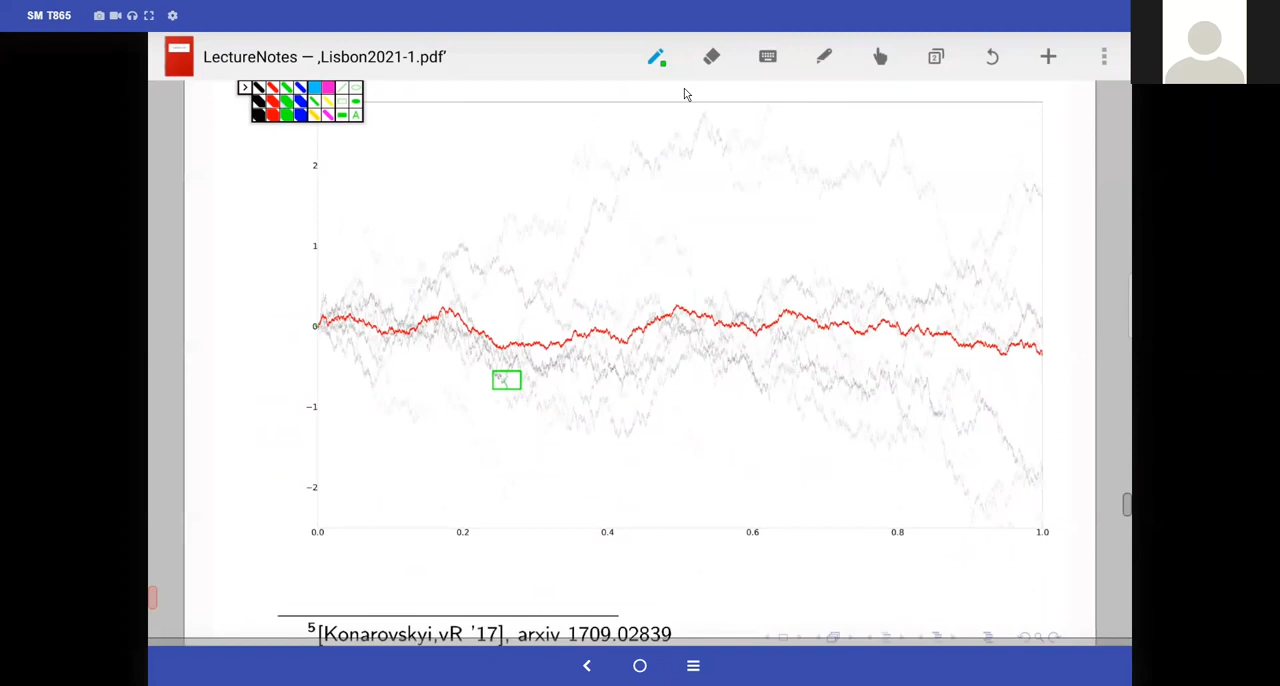 SM T865
LectureNotes — ‚Lisbon2021-1.pdf’
2
A
2
1
0
-1
-2
0.0 0.2 0.4 0.6 0.8 1.0
5[Konarovskyi,vR '17], arxiv 1709.02839